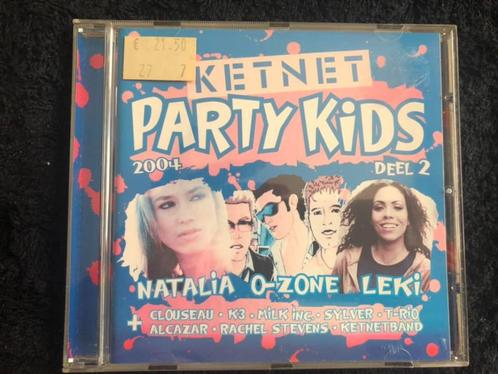 € 21.50
27 7
KETNET
PARTY KiDS
2004 DEEL 2
NATALIA O-ZONE LEKI
+ CLOUSEAU • K3 • MiLK iNC. • SYLVER • T-RiO
ALCAZAR • RACHEL STEVENS • KETNETBAND